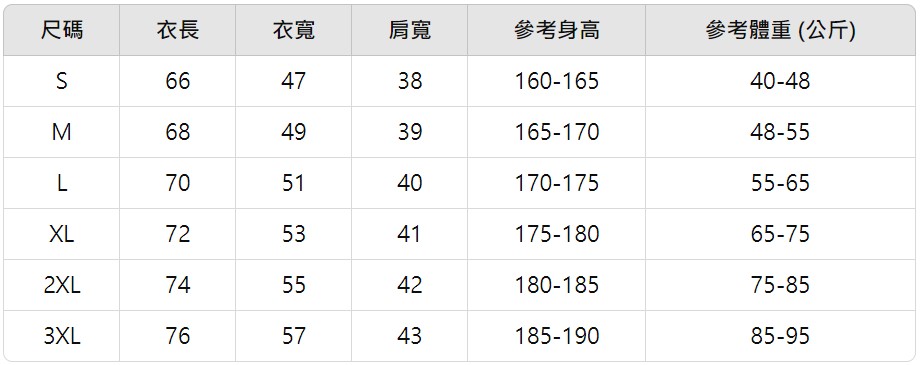 尺碼 衣長 衣寬 肩寬 參考身高 參考體重 (公斤)
S 66 47 38 160-165 40-48
M 68 49 39 165-170 48-55
L 70 51 40 170-175 55-65
XL 72 53 41 175-180 65-75
2XL 74 55 42 180-185 75-85
3XL 76 57 43 185-190 85-95